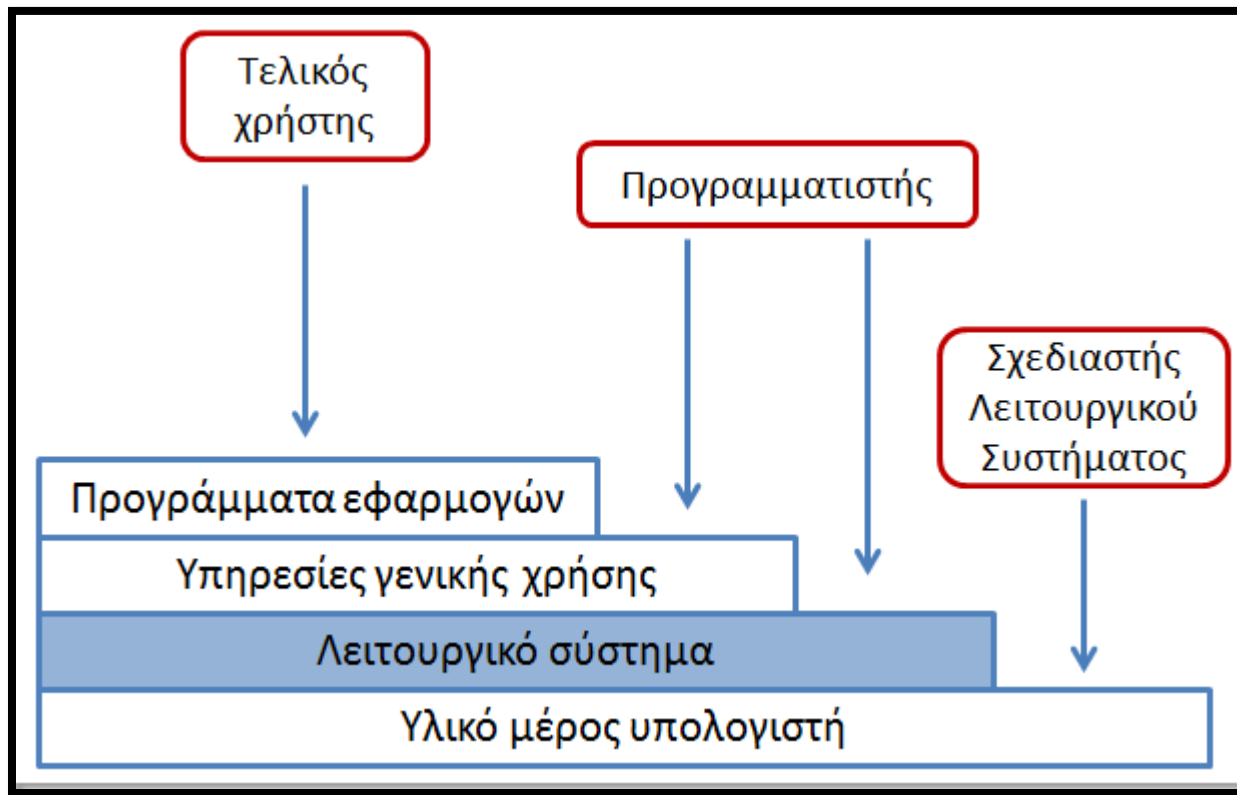 Τελικός
χρήστης
Προγραμματιστής
Σχεδιαστής
Λειτουργικού
Συστήματος
Προγράμματα εφαρμογών
Υπηρεσίες γενικής χρήσης
Λειτουργικό σύστημα
Υλικό μέρος υπολογιστή